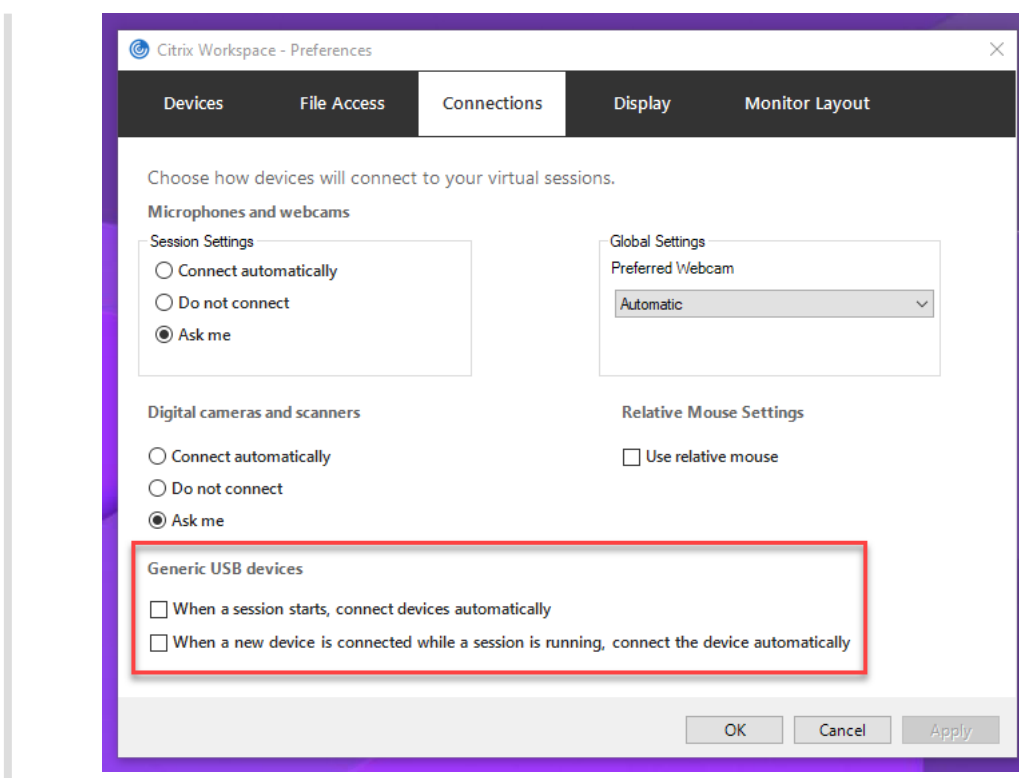 Citrix Workspace - Preferences
Devices File Access Connections Display Monitor Layout
Choose how devices will connect to your virtual sessions.
Microphones and webcams
Session Settings
Connect automatically
Do not connect
Ask me
Global Settings
Preferred Webcam
Automatic
Digital cameras and scanners
Connect automatically
Do not connect
Ask me
Relative Mouse Settings
Use relative mouse
Generic USB devices
When a session starts, connect devices automatically
When a new device is connected while a session is running, connect the device automatically
OK Cancel Apply